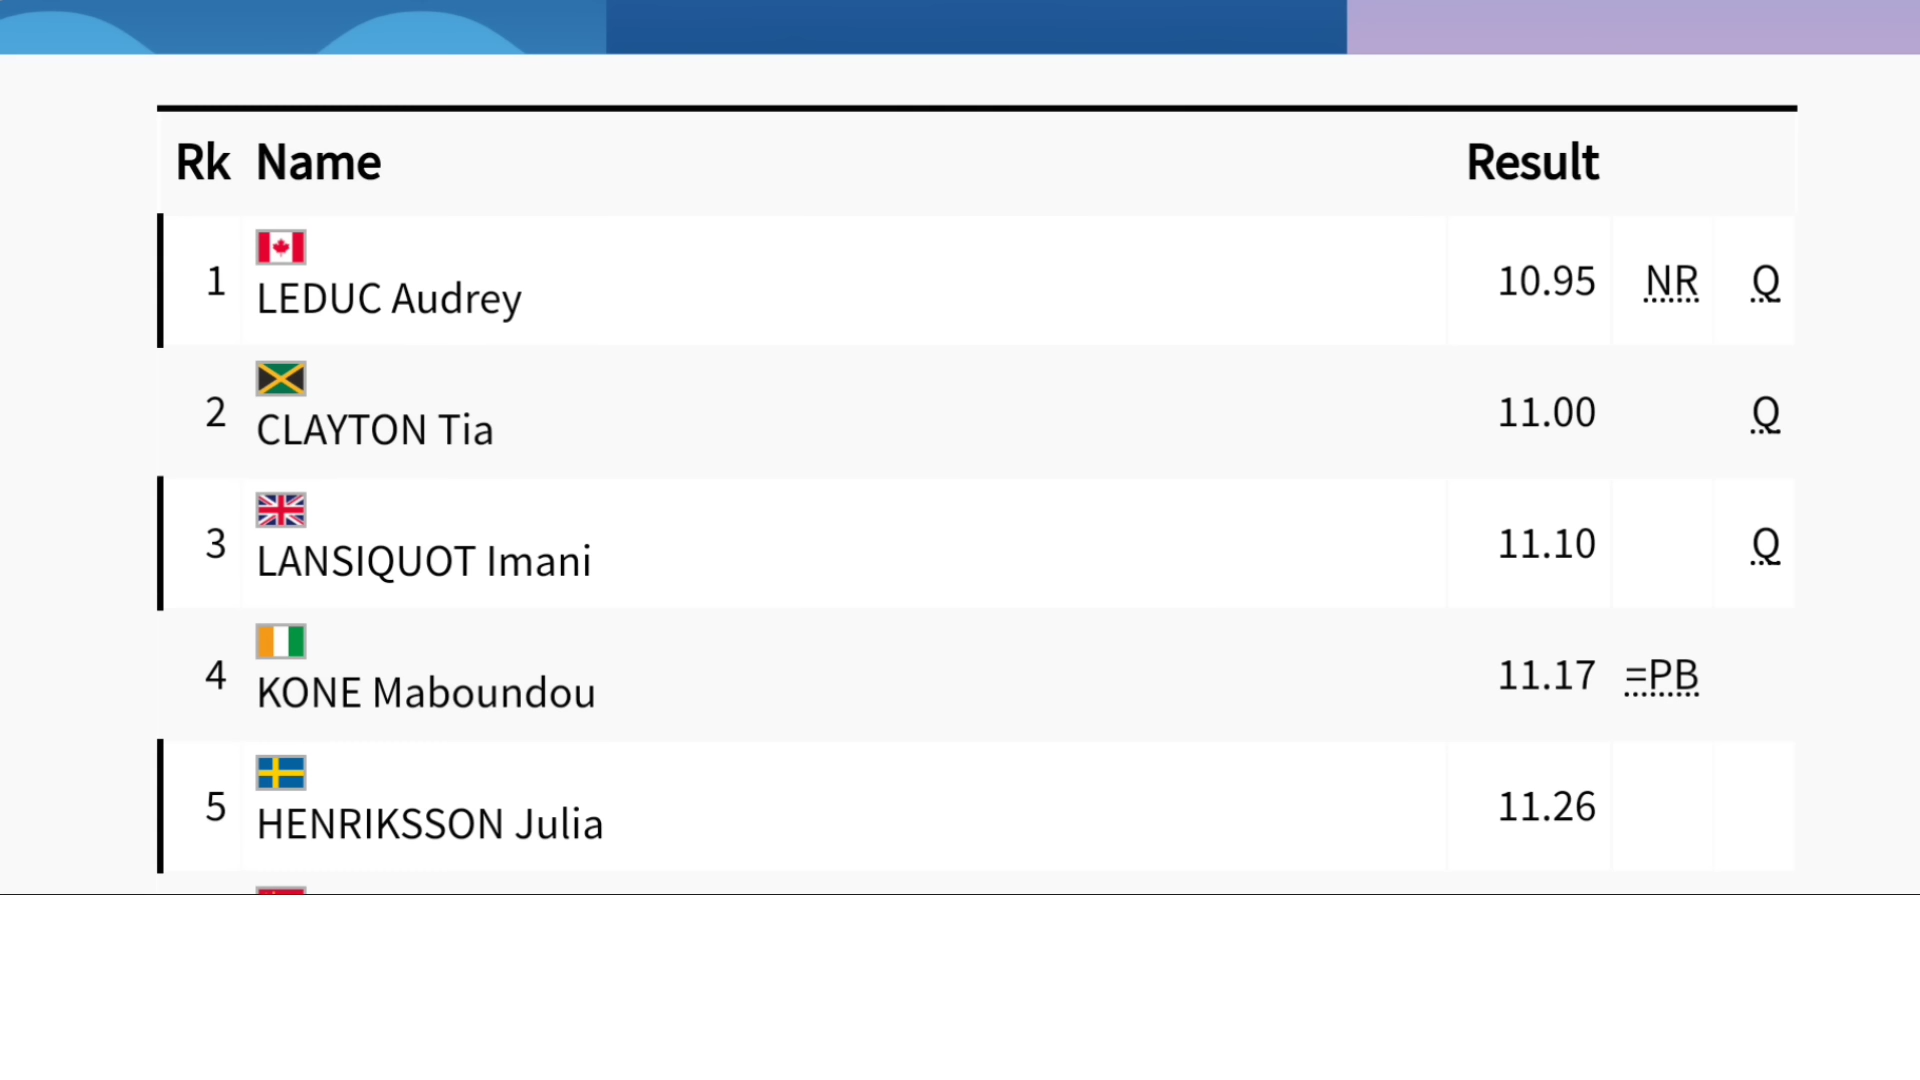 Rk Name Result
1 LEDUC Audrey 10.95 NR Q
2 CLAYTON Tia 11.00 Q
3 LANSIQUOT Imani 11.10 Q
4 KONE Maboundou 11.17 =PB
5 HENRIKSSON Julia 11.26